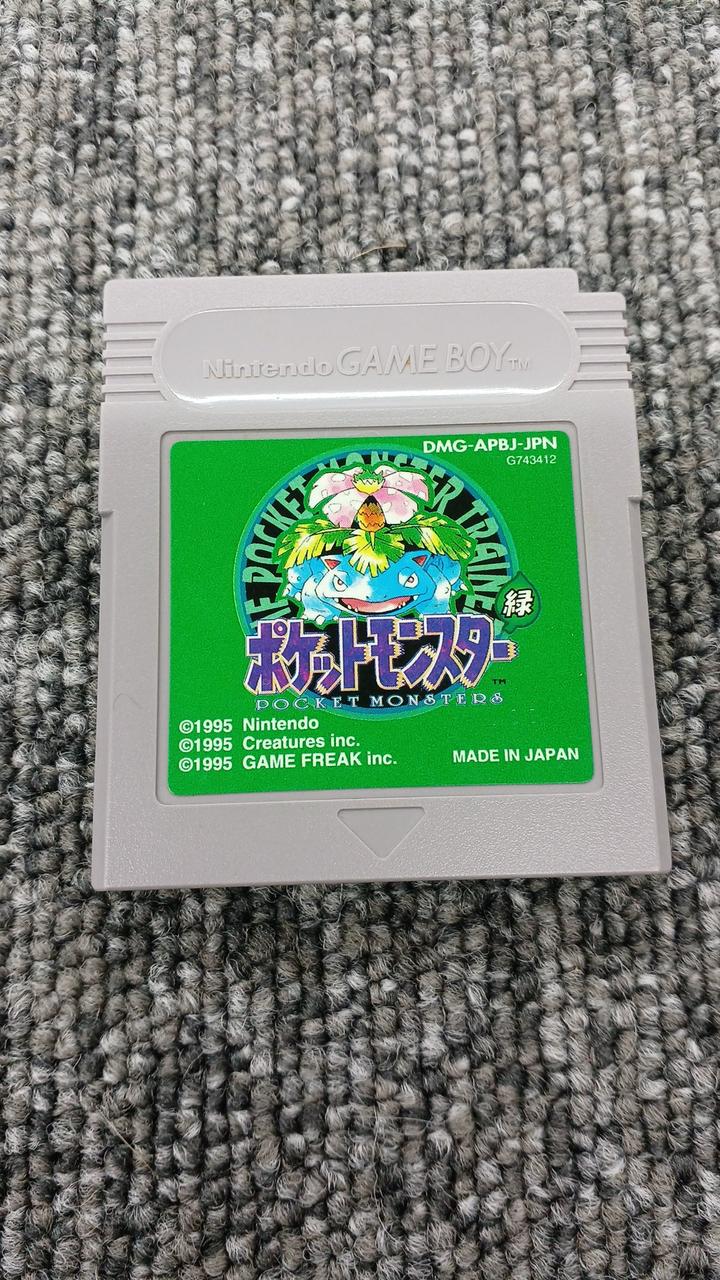 Nintendo GAME BOY™
DMG-APBJ-JPN
G743412
POCKET MONSTER TRAINE
緑
ポケットモンスター
POCKET MONSTERS™
©1995 Nintendo
©1995 Creatures inc.
©1995 GAME FREAK inc.
MADE IN JAPAN